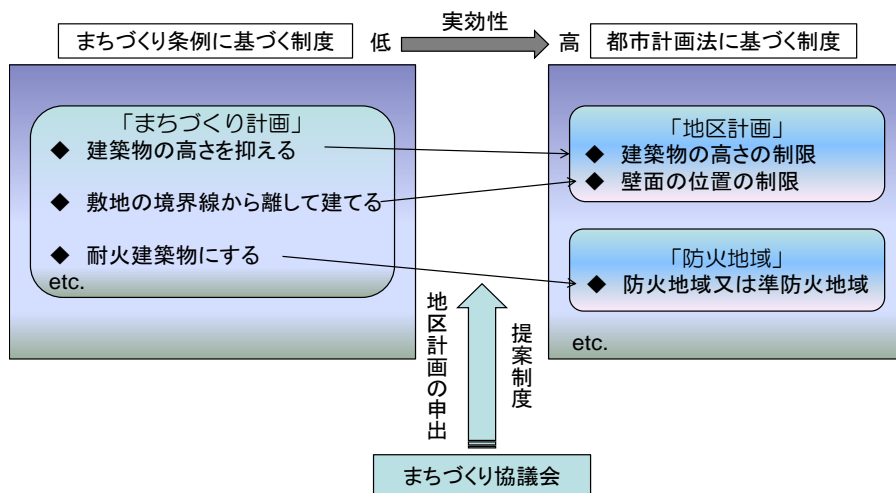 実効性
まちづくり条例に基づく制度
低
高
都市計画法に基づく制度
「まちづくり計画」
◆ 建築物の高さを抑える
◆ 敷地の境界線から離して建てる
◆ 耐火建築物にする
etc.
「地区計画」
◆ 建築物の高さの制限
◆ 壁面の位置の制限
「防火地域」
◆ 防火地域又は準防火地域
etc.
地区計画の申出
提案制度
まちづくり協議会